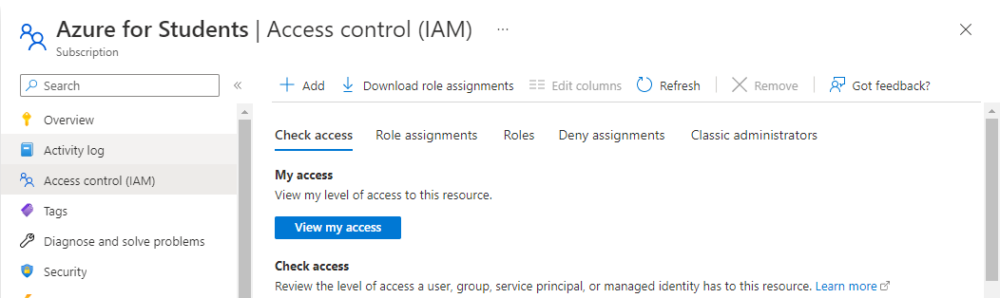 Azure for Students | Access control (IAM) ···
Subscription
Search
Add Download role assignments Edit columns Refresh Remove Got feedback?
Overview
Activity log
Access control (IAM)
Tags
Diagnose and solve problems
Security
Check access Role assignments Roles Deny assignments Classic administrators
My access
View my level of access to this resource.
View my access
Check access
Review the level of access a user, group, service principal, or managed identity has to this resource. Learn more